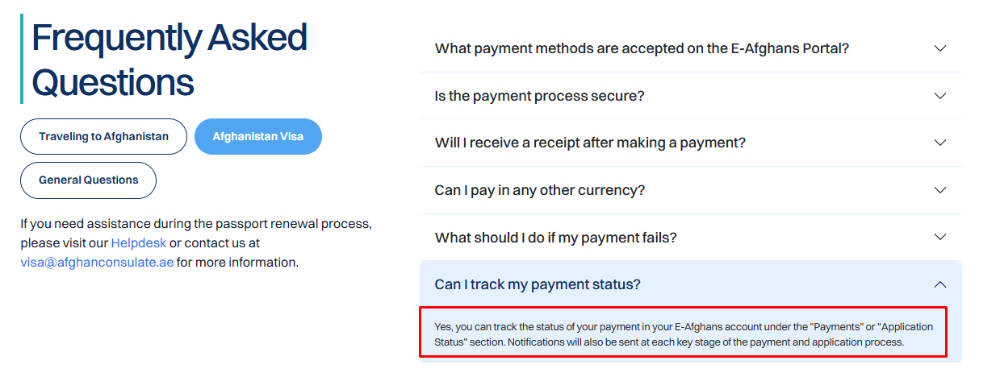 Frequently Asked
Questions
Traveling to Afghanistan
Afghanistan Visa
General Questions
If you need assistance during the passport renewal process,
please visit our Helpdesk or contact us at
visa@afghanconsulate.ae for more information.
What payment methods are accepted on the E-Afghans Portal?
Is the payment process secure?
Will I receive a receipt after making a payment?
Can I pay in any other currency?
What should I do if my payment fails?
Can I track my payment status?
Yes, you can track the status of your payment in your E-Afghans account under the "Payments" or "Application
Status" section. Notifications will also be sent at each key stage of the payment and application process.